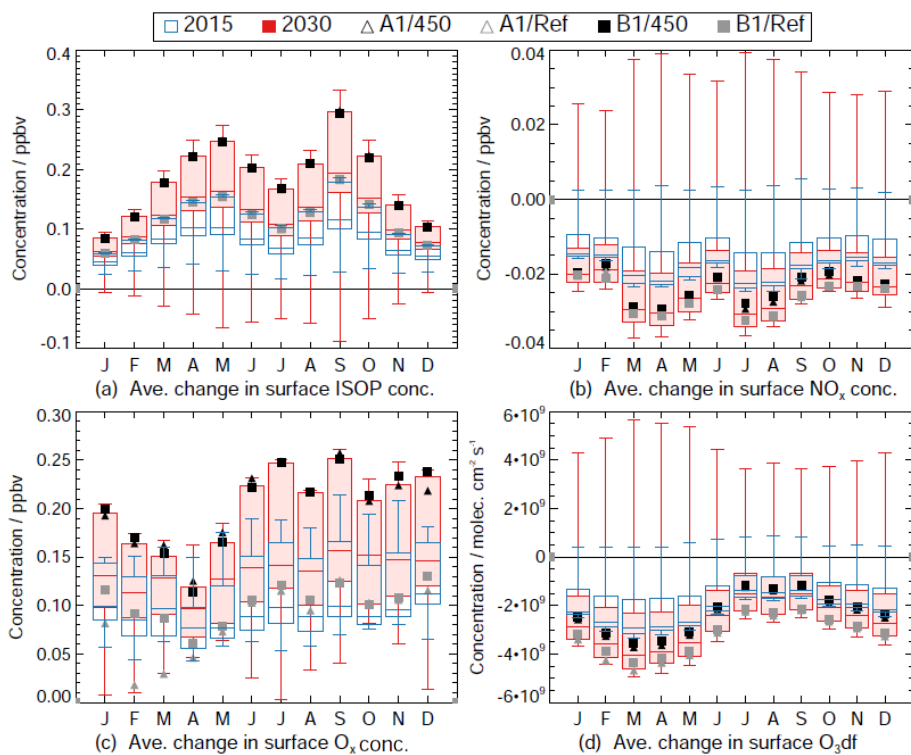 2015 2030 A1/450 A1/Ref B1/450 B1/Ref
0.4
0.3
0.2
0.1
0.0
-0.1
Concentration / ppbv
J F M A M J J A S O N D
(a) Ave. change in surface ISOP conc.
0.04
0.02
0.00
-0.02
-0.04
Concentration / ppbv
J F M A M J J A S O N D
(b) Ave. change in surface NOx conc.
0.30
0.25
0.20
0.15
0.10
0.05
0.00
Concentration / ppbv
J F M A M J J A S O N D
(c) Ave. change in surface Ox conc.
6•10⁹
4•10⁹
2•10⁹
0
-2•10⁹
-4•10⁹
-6•10⁹
Concentration / molec. cm⁻² s⁻¹
J F M A M J J A S O N D
(d) Ave. change in surface O₃df